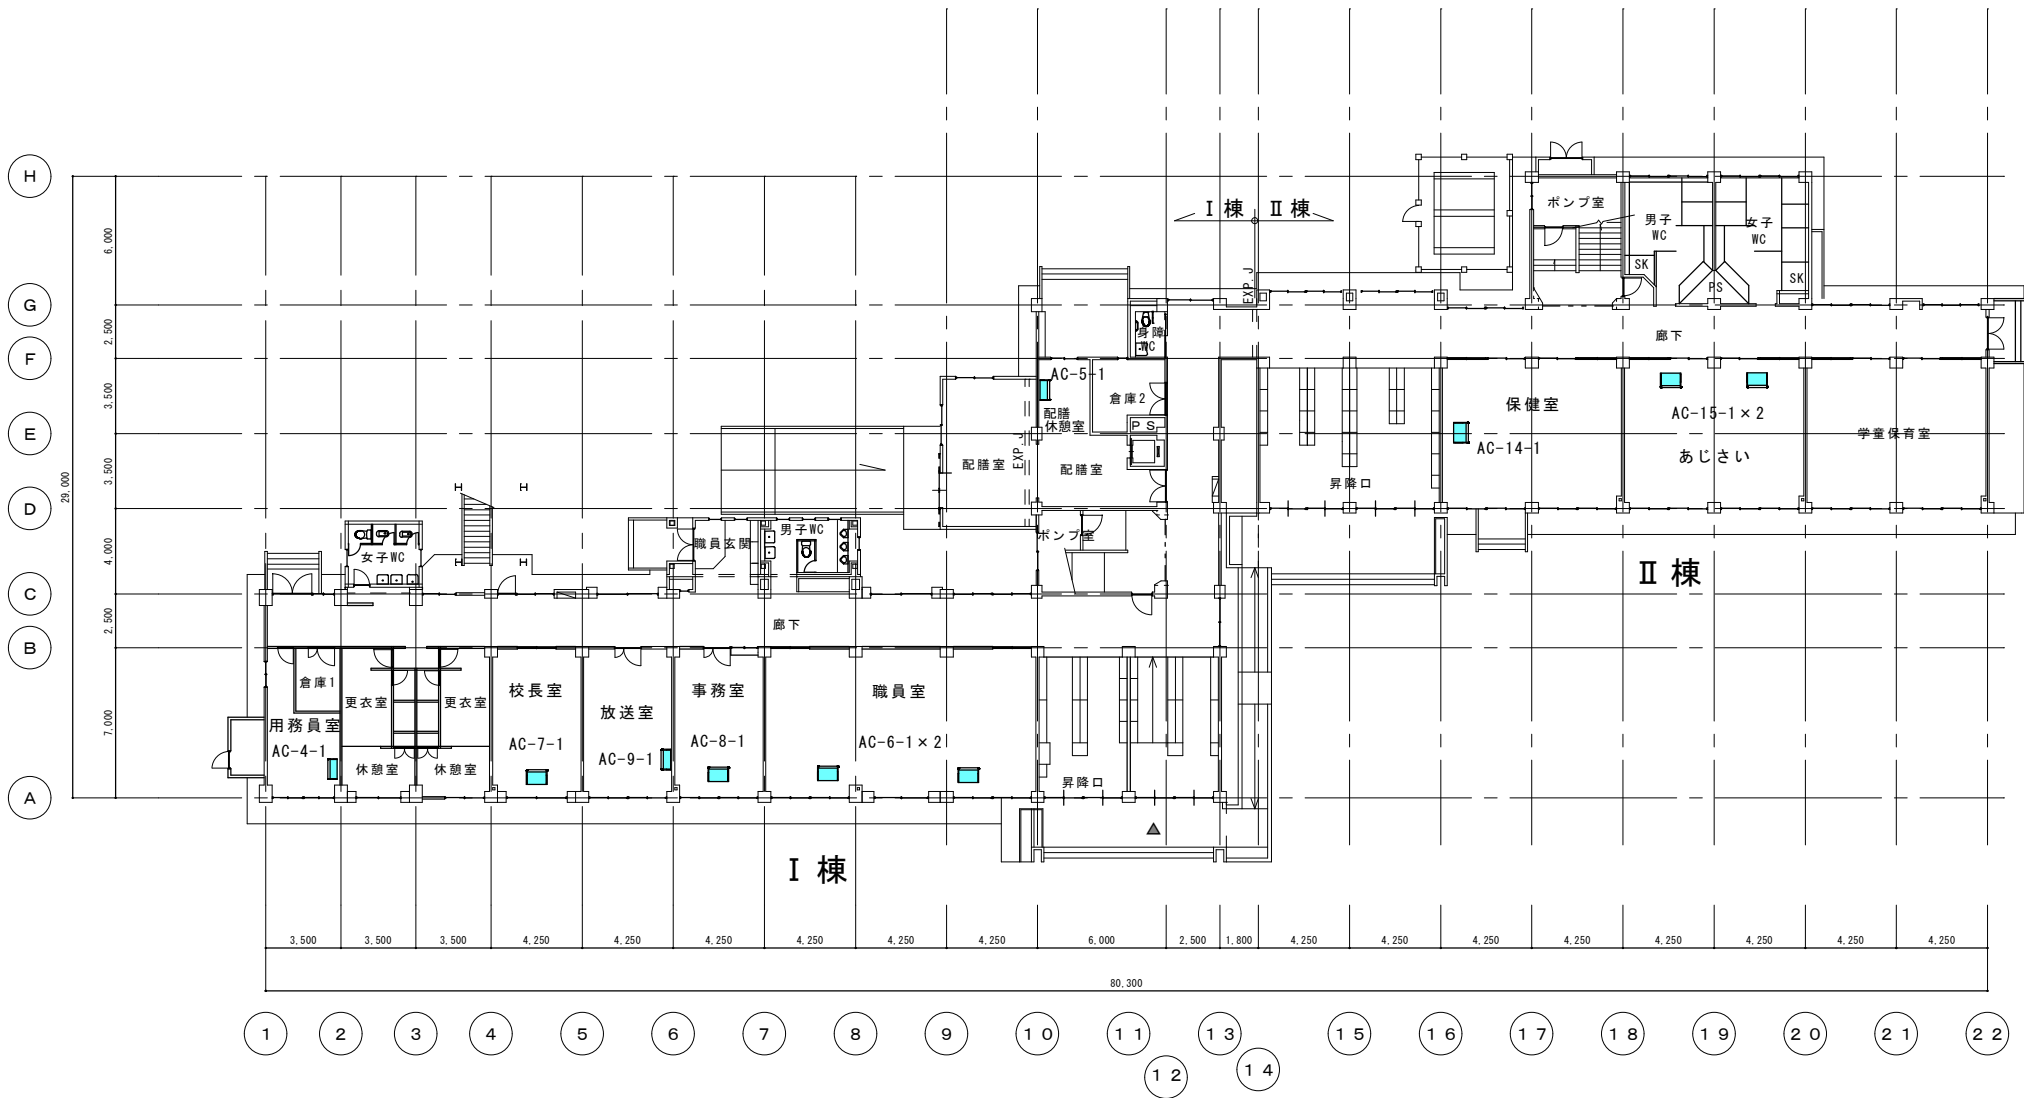 H
6,000
G
2,500
F
3,500
E
3,500
D
4,000
C
2,500
B
7,000
A
29,000
Ⅰ棟 Ⅱ棟
EXP.J
ポンプ室
男子
WC
女子
WC
SK
SK
PS
廊下
身障
WC
AC-5-1
倉庫2
配膳
休憩室
PS
配膳室
EXP.J
配膳室
昇降口
保健室
AC-14-1
AC-15-1×2
あじさい
学童保育室
Ⅱ棟
ポンプ室
女子WC
職員玄関
男子WC
廊下
倉庫1
用務員室
AC-4-1
更衣室
更衣室
休憩室
休憩室
校長室
AC-7-1
放送室
AC-9-1
事務室
AC-8-1
職員室
AC-6-1×2
昇降口
Ⅰ棟
H H
H H
3,500 3,500 3,500 4,250 4,250 4,250 4,250 4,250 4,250 6,000 2,500 1,800 4,250 4,250 4,250 4,250 4,250 4,250 4,250 4,250
80,300
1 2 3 4 5 6 7 8 9 10 11 12 13 14 15 16 17 18 19 20 21 22